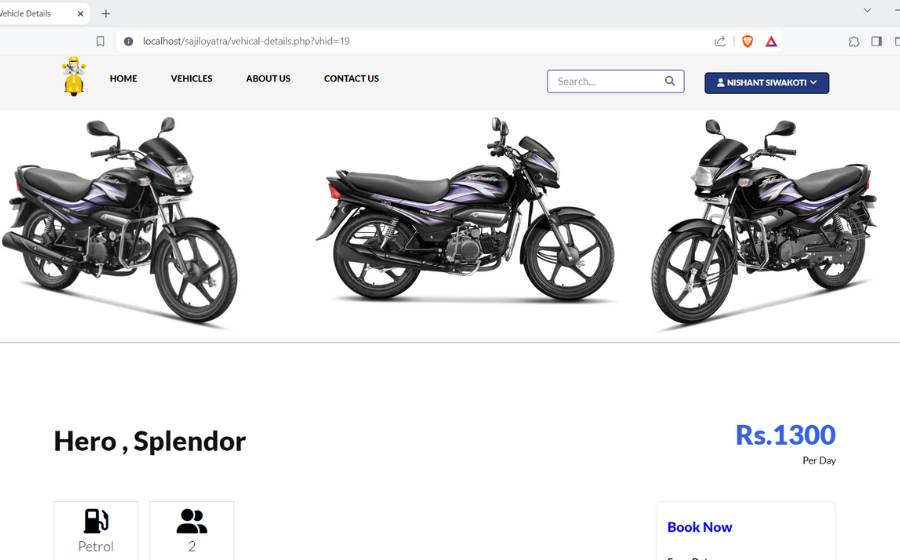 Vehicle Details
localhost/sajiloyatra/vehical-details.php?vhid=19
HOME VEHICLES ABOUT US CONTACT US Search... NISHANT SIWAKOTI
Hero , Splendor
Rs.1300
Per Day
Petrol
2
Book Now